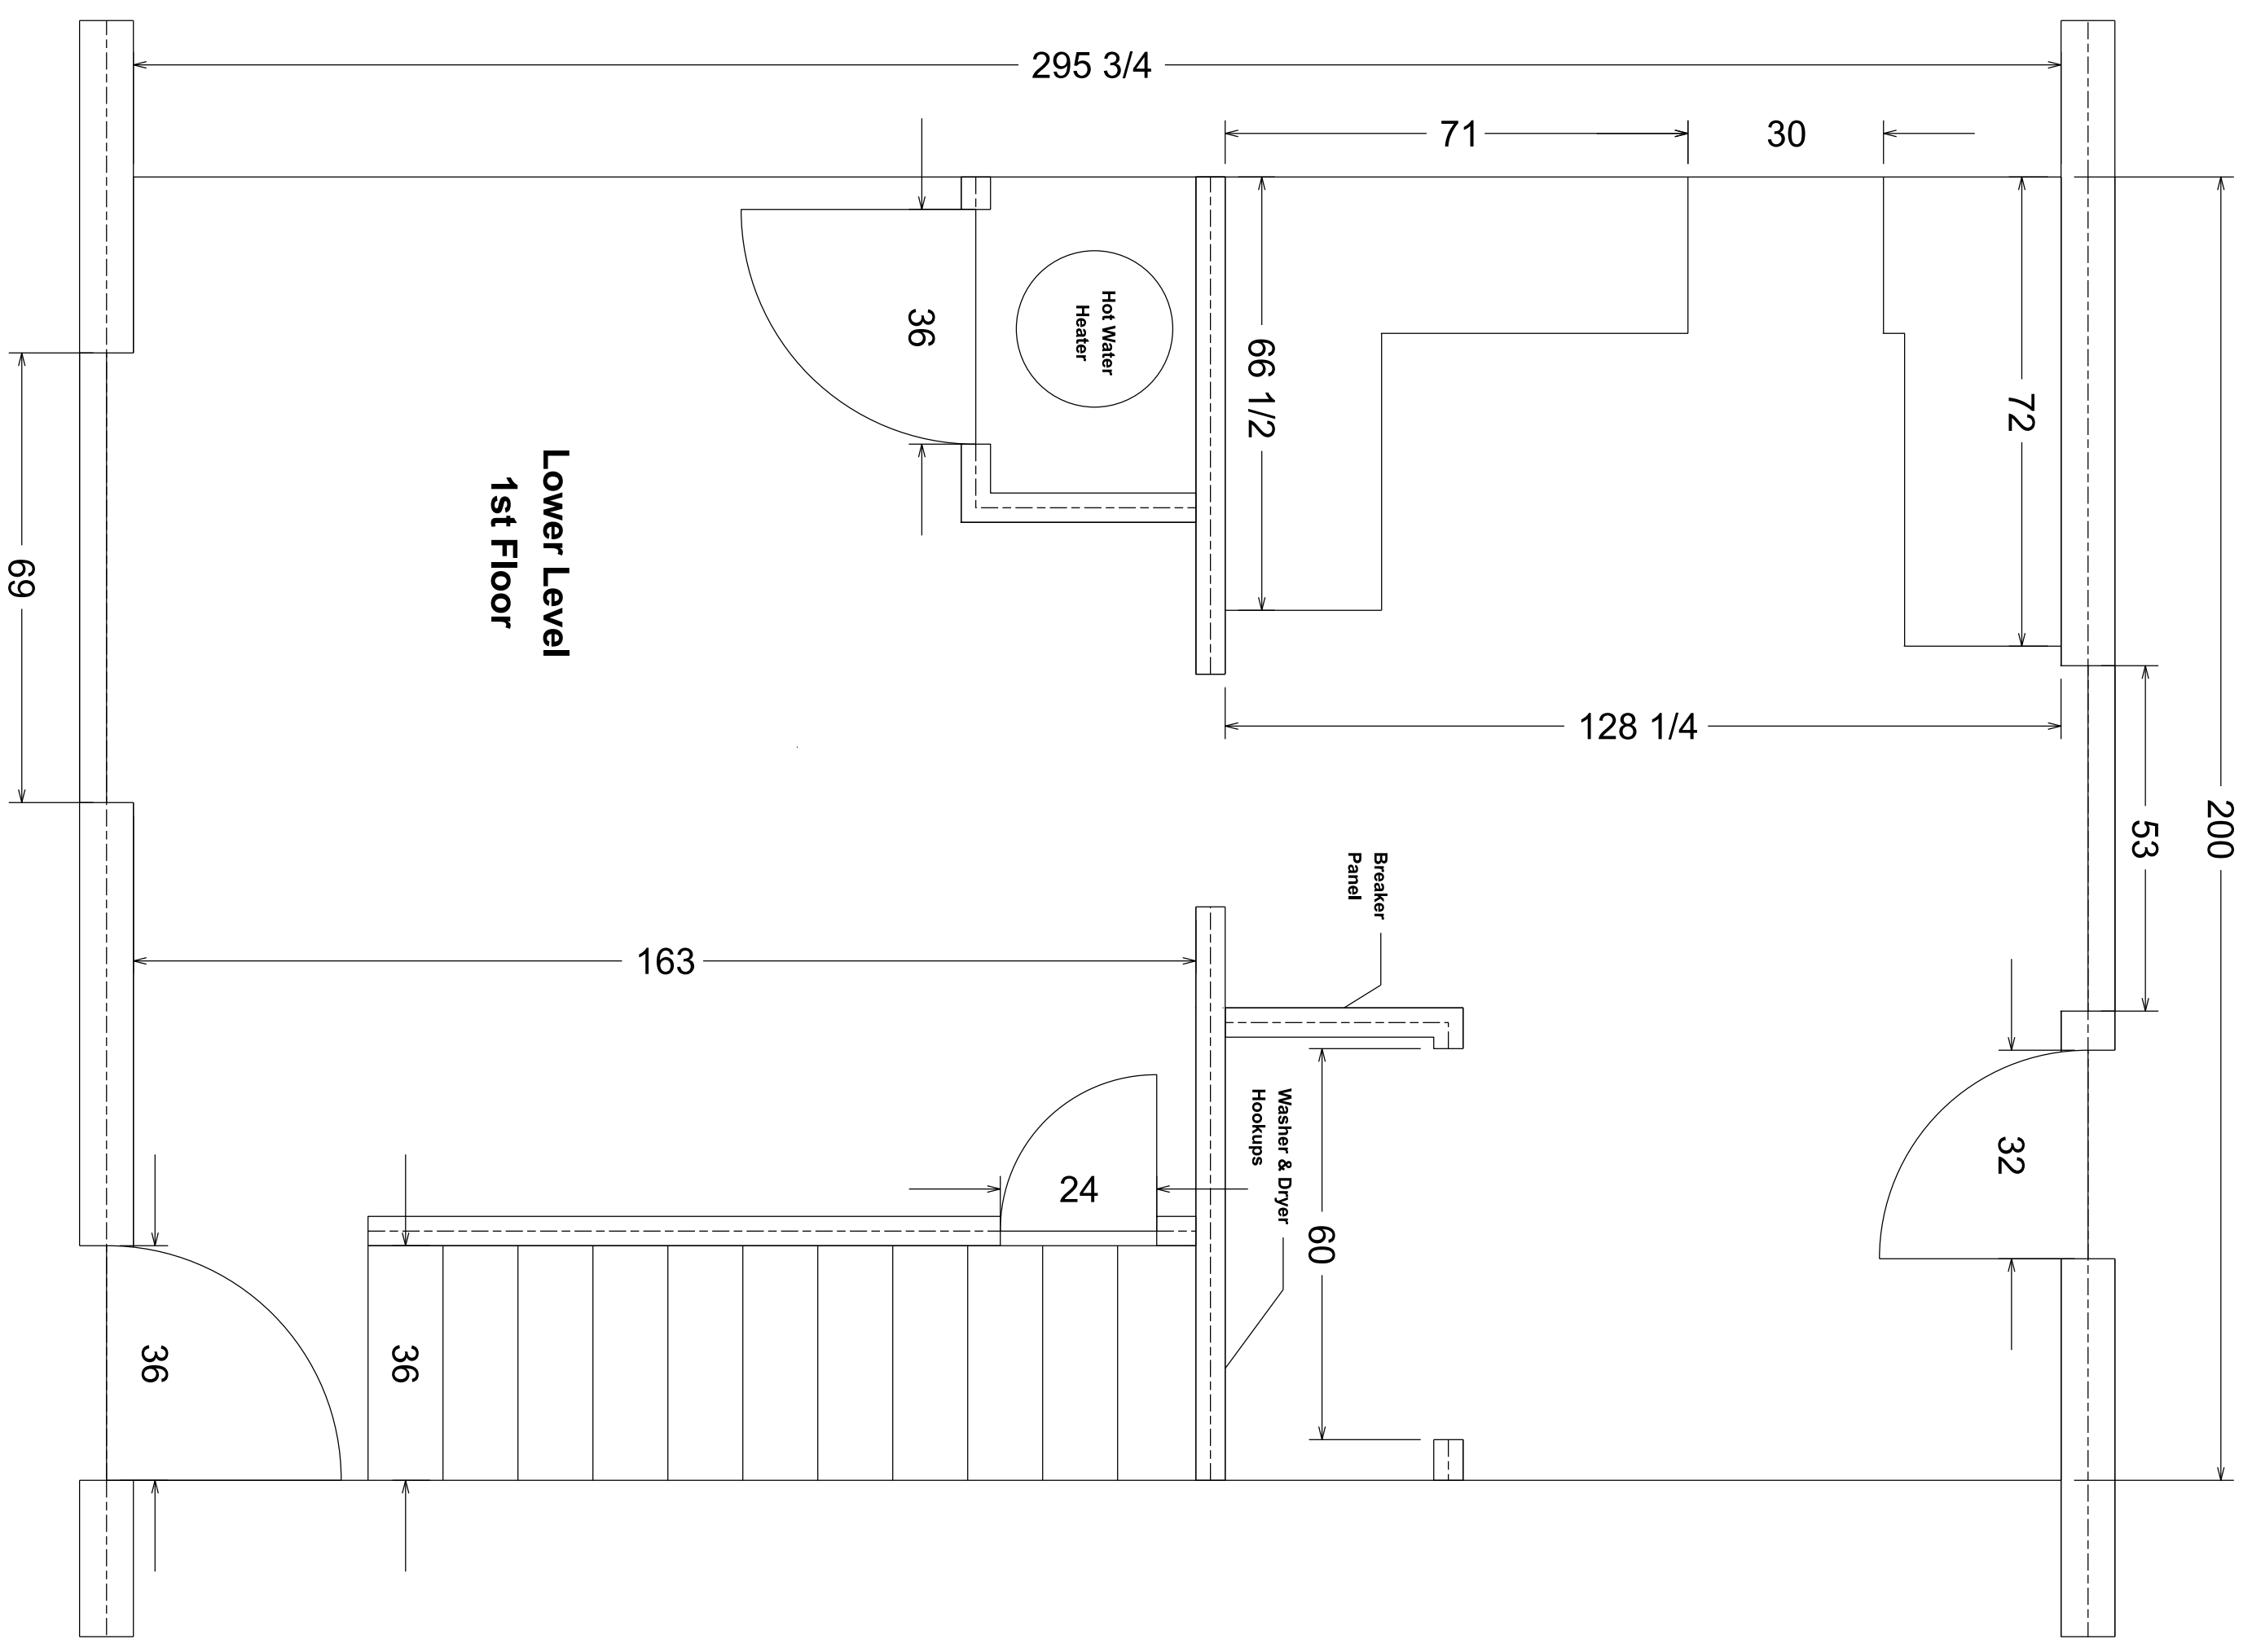 295 3/4
71
30
36
Hot Water
Heater
66 1/2
72
Lower Level
1st Floor
69
128 1/4
200
53
Breaker
Panel
163
Washer & Dryer
Hookups
24
32
60
36
36